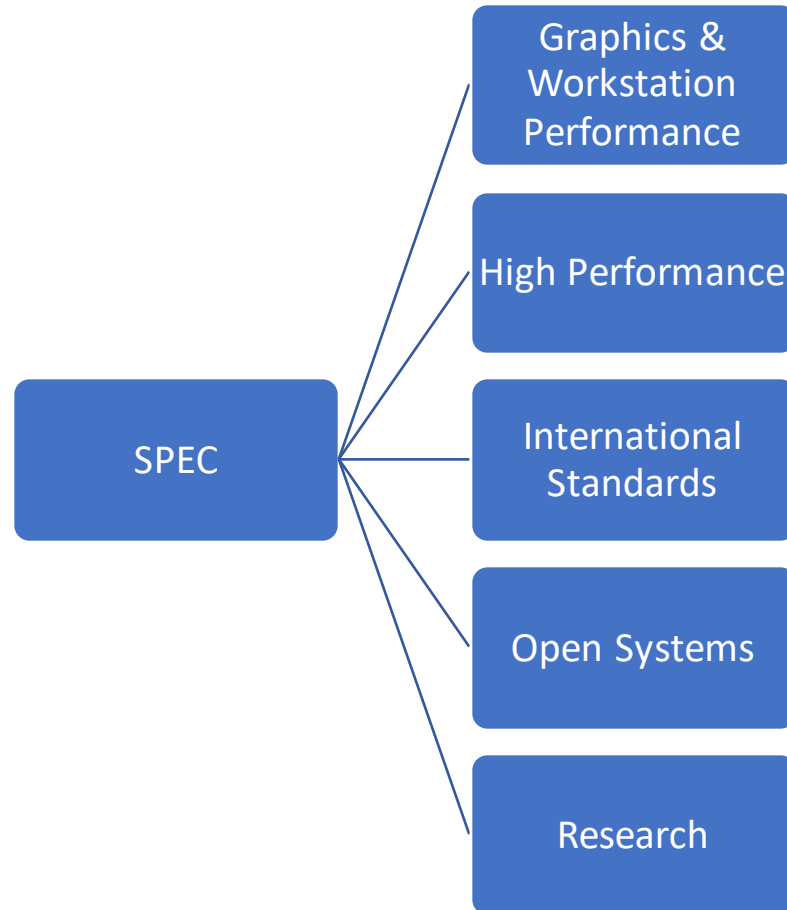 Graphics &
Workstation
Performance
High Performance
SPEC
International
Standards
Open Systems
Research